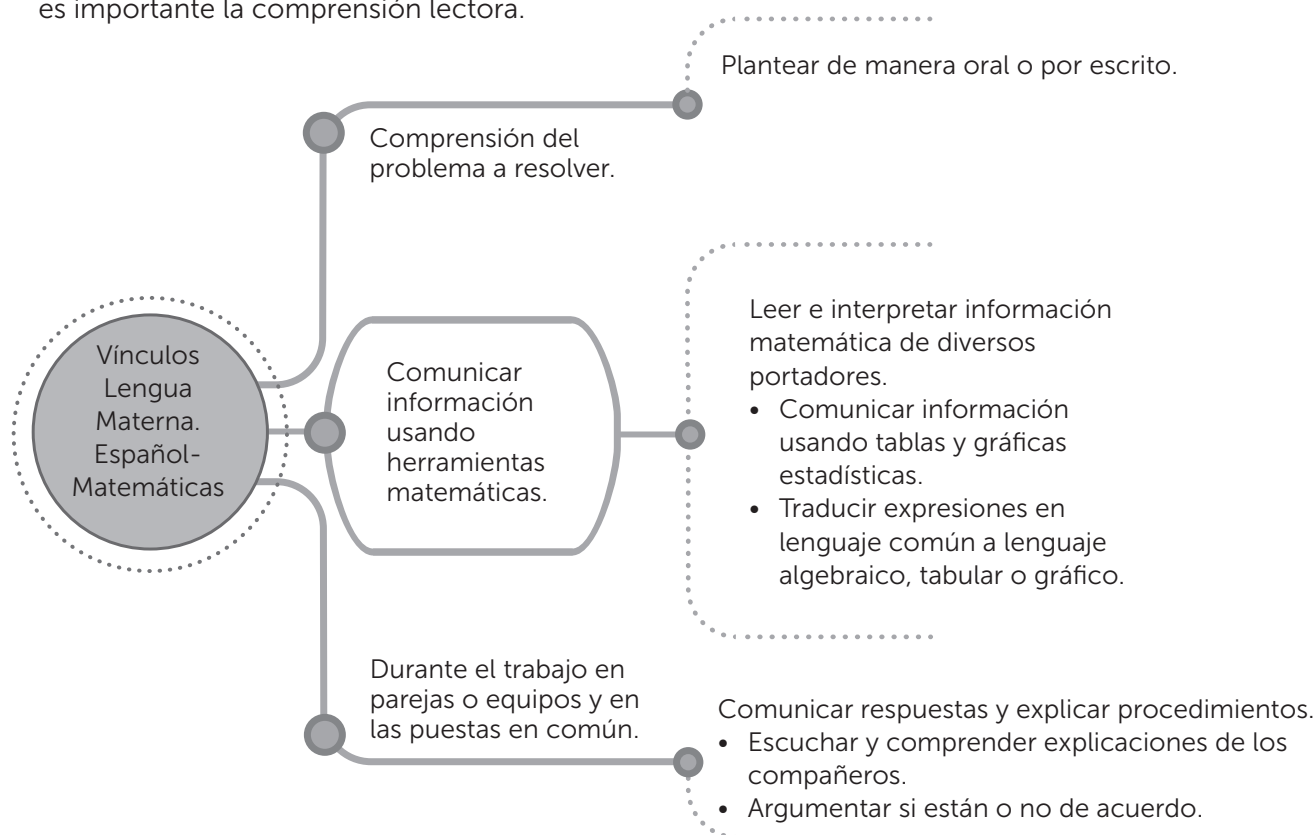 es importante la comprensión lectora.
Vínculos
Lengua
Materna.
Español-
Matemáticas
Comprensión del
problema a resolver.
Plantear de manera oral o por escrito.
Comunicar
información
usando
herramientas
matemáticas.
Leer e interpretar información
matemática de diversos
portadores.
• Comunicar información
usando tablas y gráficas
estadísticas.
• Traducir expresiones en
lenguaje común a lenguaje
algebraico, tabular o gráfico.
Durante el trabajo en
parejas o equipos y en
las puestas en común.
Comunicar respuestas y explicar procedimientos.
• Escuchar y comprender explicaciones de los
compañeros.
• Argumentar si están o no de acuerdo.